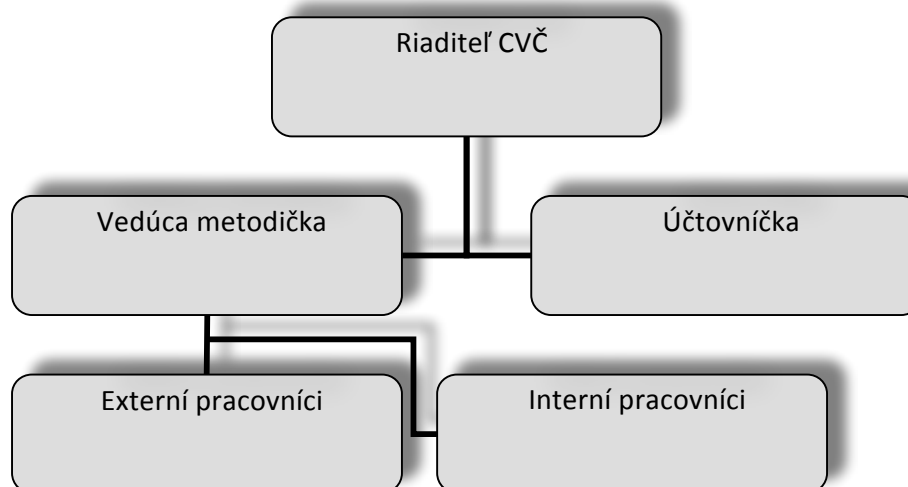 Riaditeľ CVČ
Vedúca metodička
Účtovníčka
Externí pracovníci
Interní pracovníci